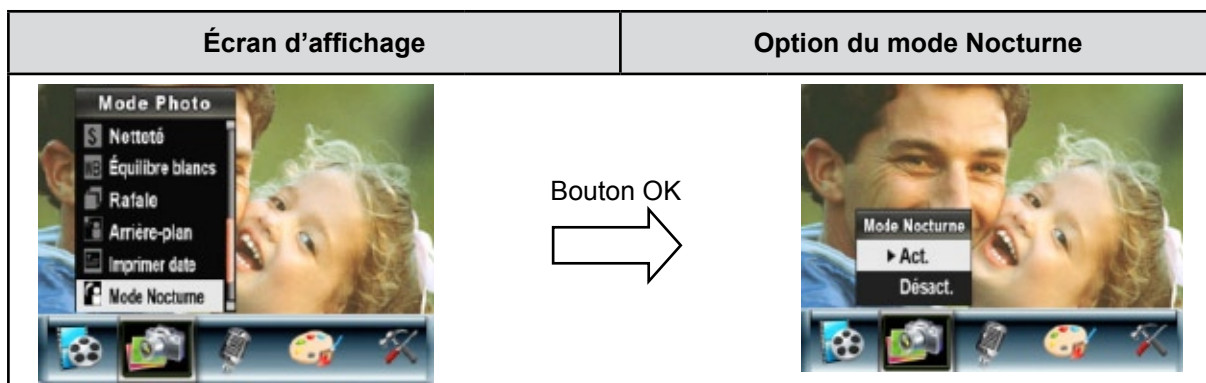 Écran d’affichage
Option du mode Nocturne
Mode Photo
Netteté
Équilibre blancs
Rafale
Arrière-plan
Imprimer date
Mode Nocturne
Bouton OK
Mode Nocturne
Act.
Désact.